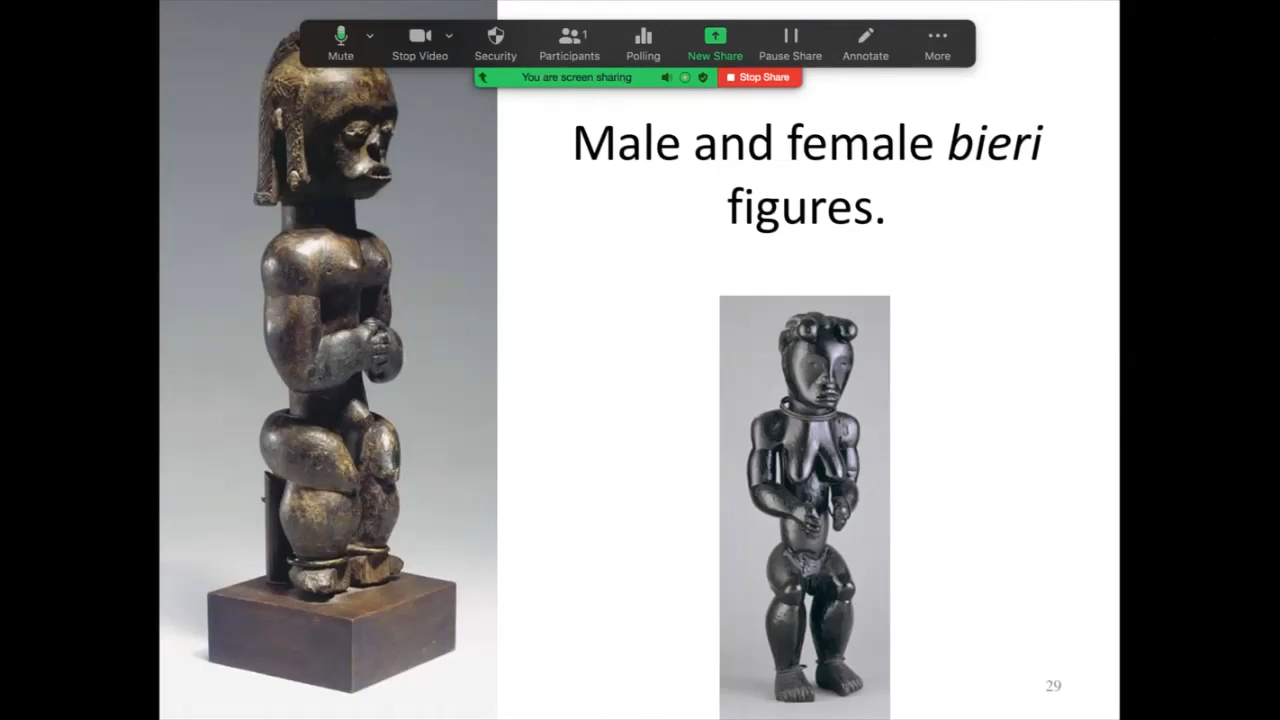 Mute
Stop Video
Security
Participants
1
Polling
New Share
Pause Share
Annotate
More
You are screen sharing
Stop Share
Male and female bieri
figures.
29